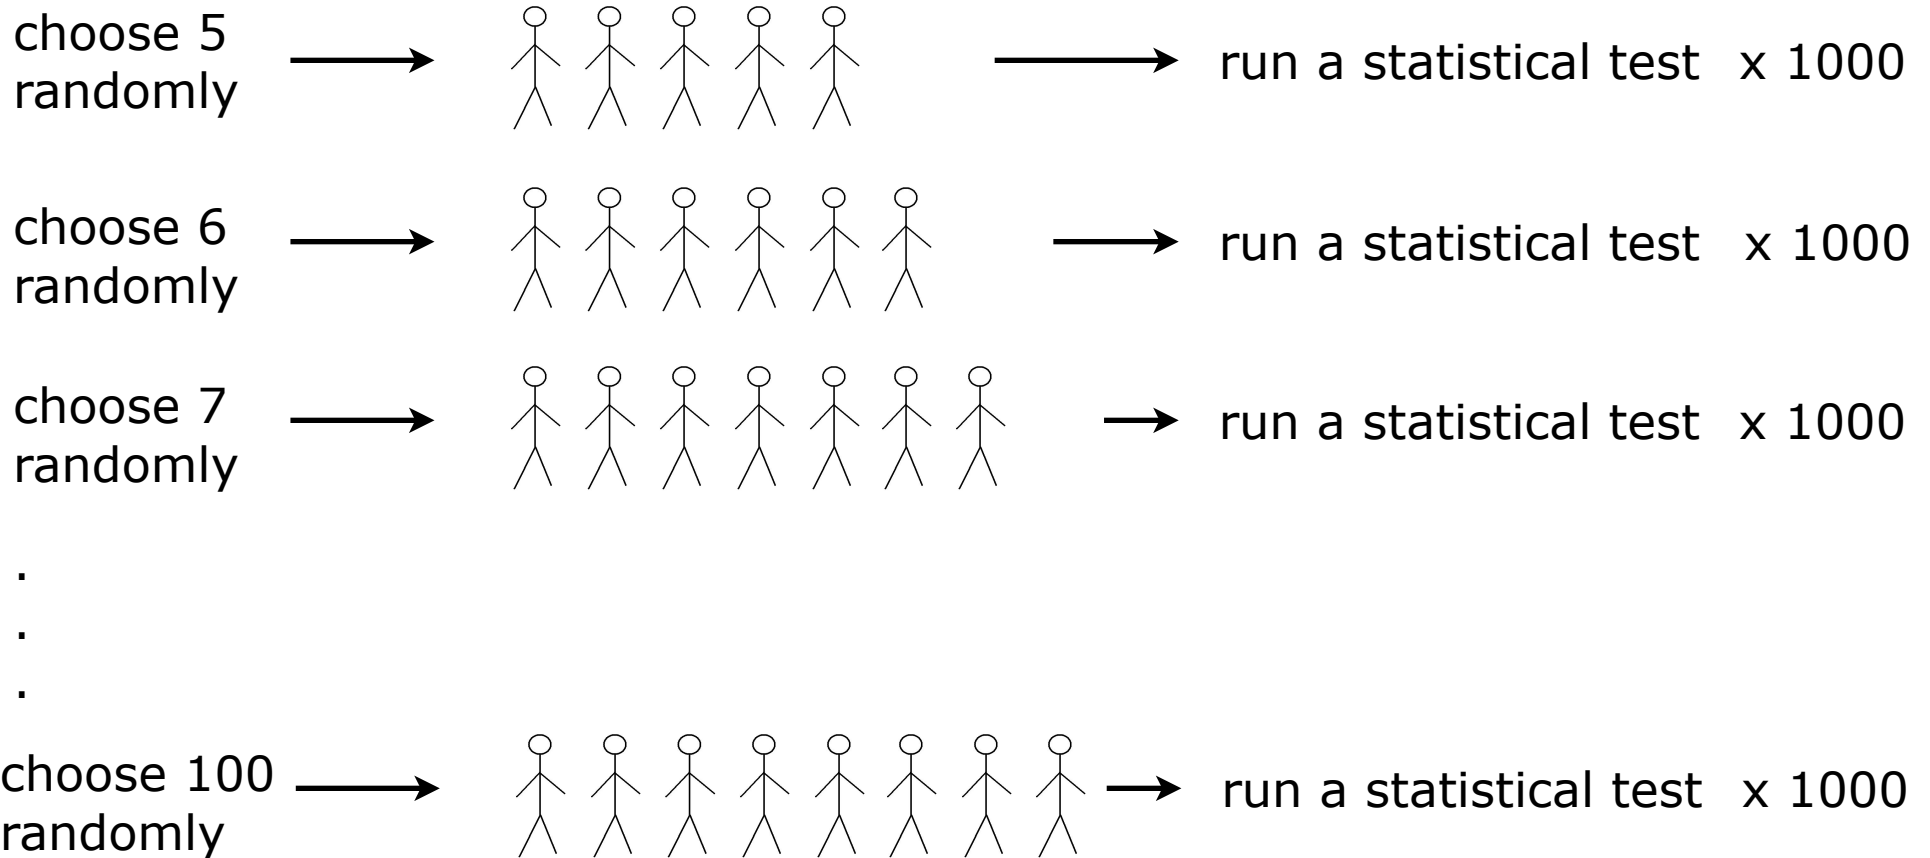 choose 5
randomly
run a statistical test x 1000
choose 6
randomly
run a statistical test x 1000
choose 7
randomly
run a statistical test x 1000
.
.
.
choose 100
randomly
run a statistical test x 1000